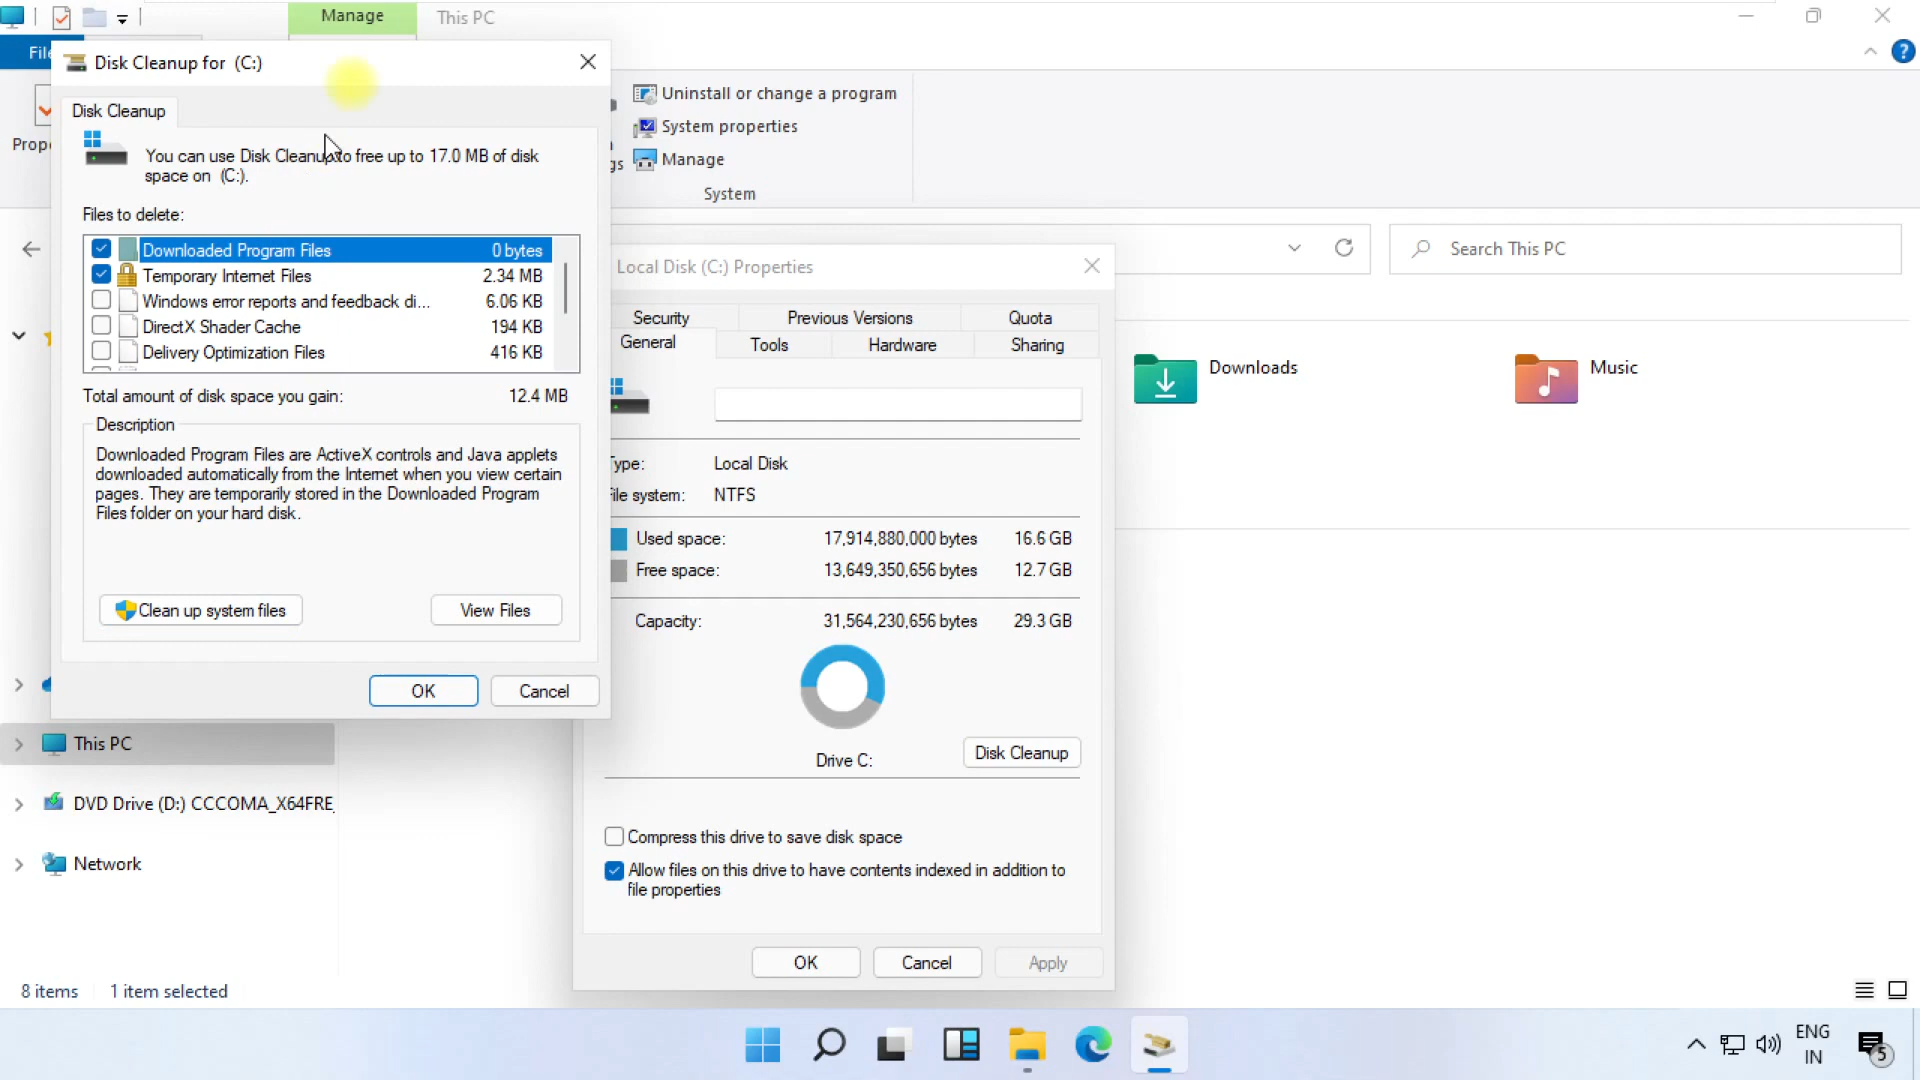 Manage
This PC
File
Disk Cleanup for (C:)
Disk Cleanup
You can use Disk Cleanup to free up to 17.0 MB of disk
space on (C:).
Files to delete:
Downloaded Program Files 0 bytes
Temporary Internet Files 2.34 MB
Windows error reports and feedback di... 6.06 KB
DirectX Shader Cache 194 KB
Delivery Optimization Files 416 KB
Total amount of disk space you gain: 12.4 MB
Description
Downloaded Program Files are ActiveX controls and Java applets
downloaded automatically from the Internet when you view certain
pages. They are temporarily stored in the Downloaded Program
Files folder on your hard disk.
Clean up system files
View Files
OK
Cancel
Prope
Uninstall or change a program
System properties
gs
Manage
System
Search This PC
Local Disk (C:) Properties
Security
Previous Versions
Quota
General
Tools
Hardware
Sharing
Type: Local Disk
File system: NTFS
Used space: 17,914,880,000 bytes 16.6 GB
Free space: 13,649,350,656 bytes 12.7 GB
Capacity: 31,564,230,656 bytes 29.3 GB
Drive C:
Disk Cleanup
Compress this drive to save disk space
Allow files on this drive to have contents indexed in addition to
file properties
OK
Cancel
Apply
Downloads
Music
This PC
DVD Drive (D:) CCCOMA_X64FRE_
Network
8 items
1 item selected
ENG
IN
5